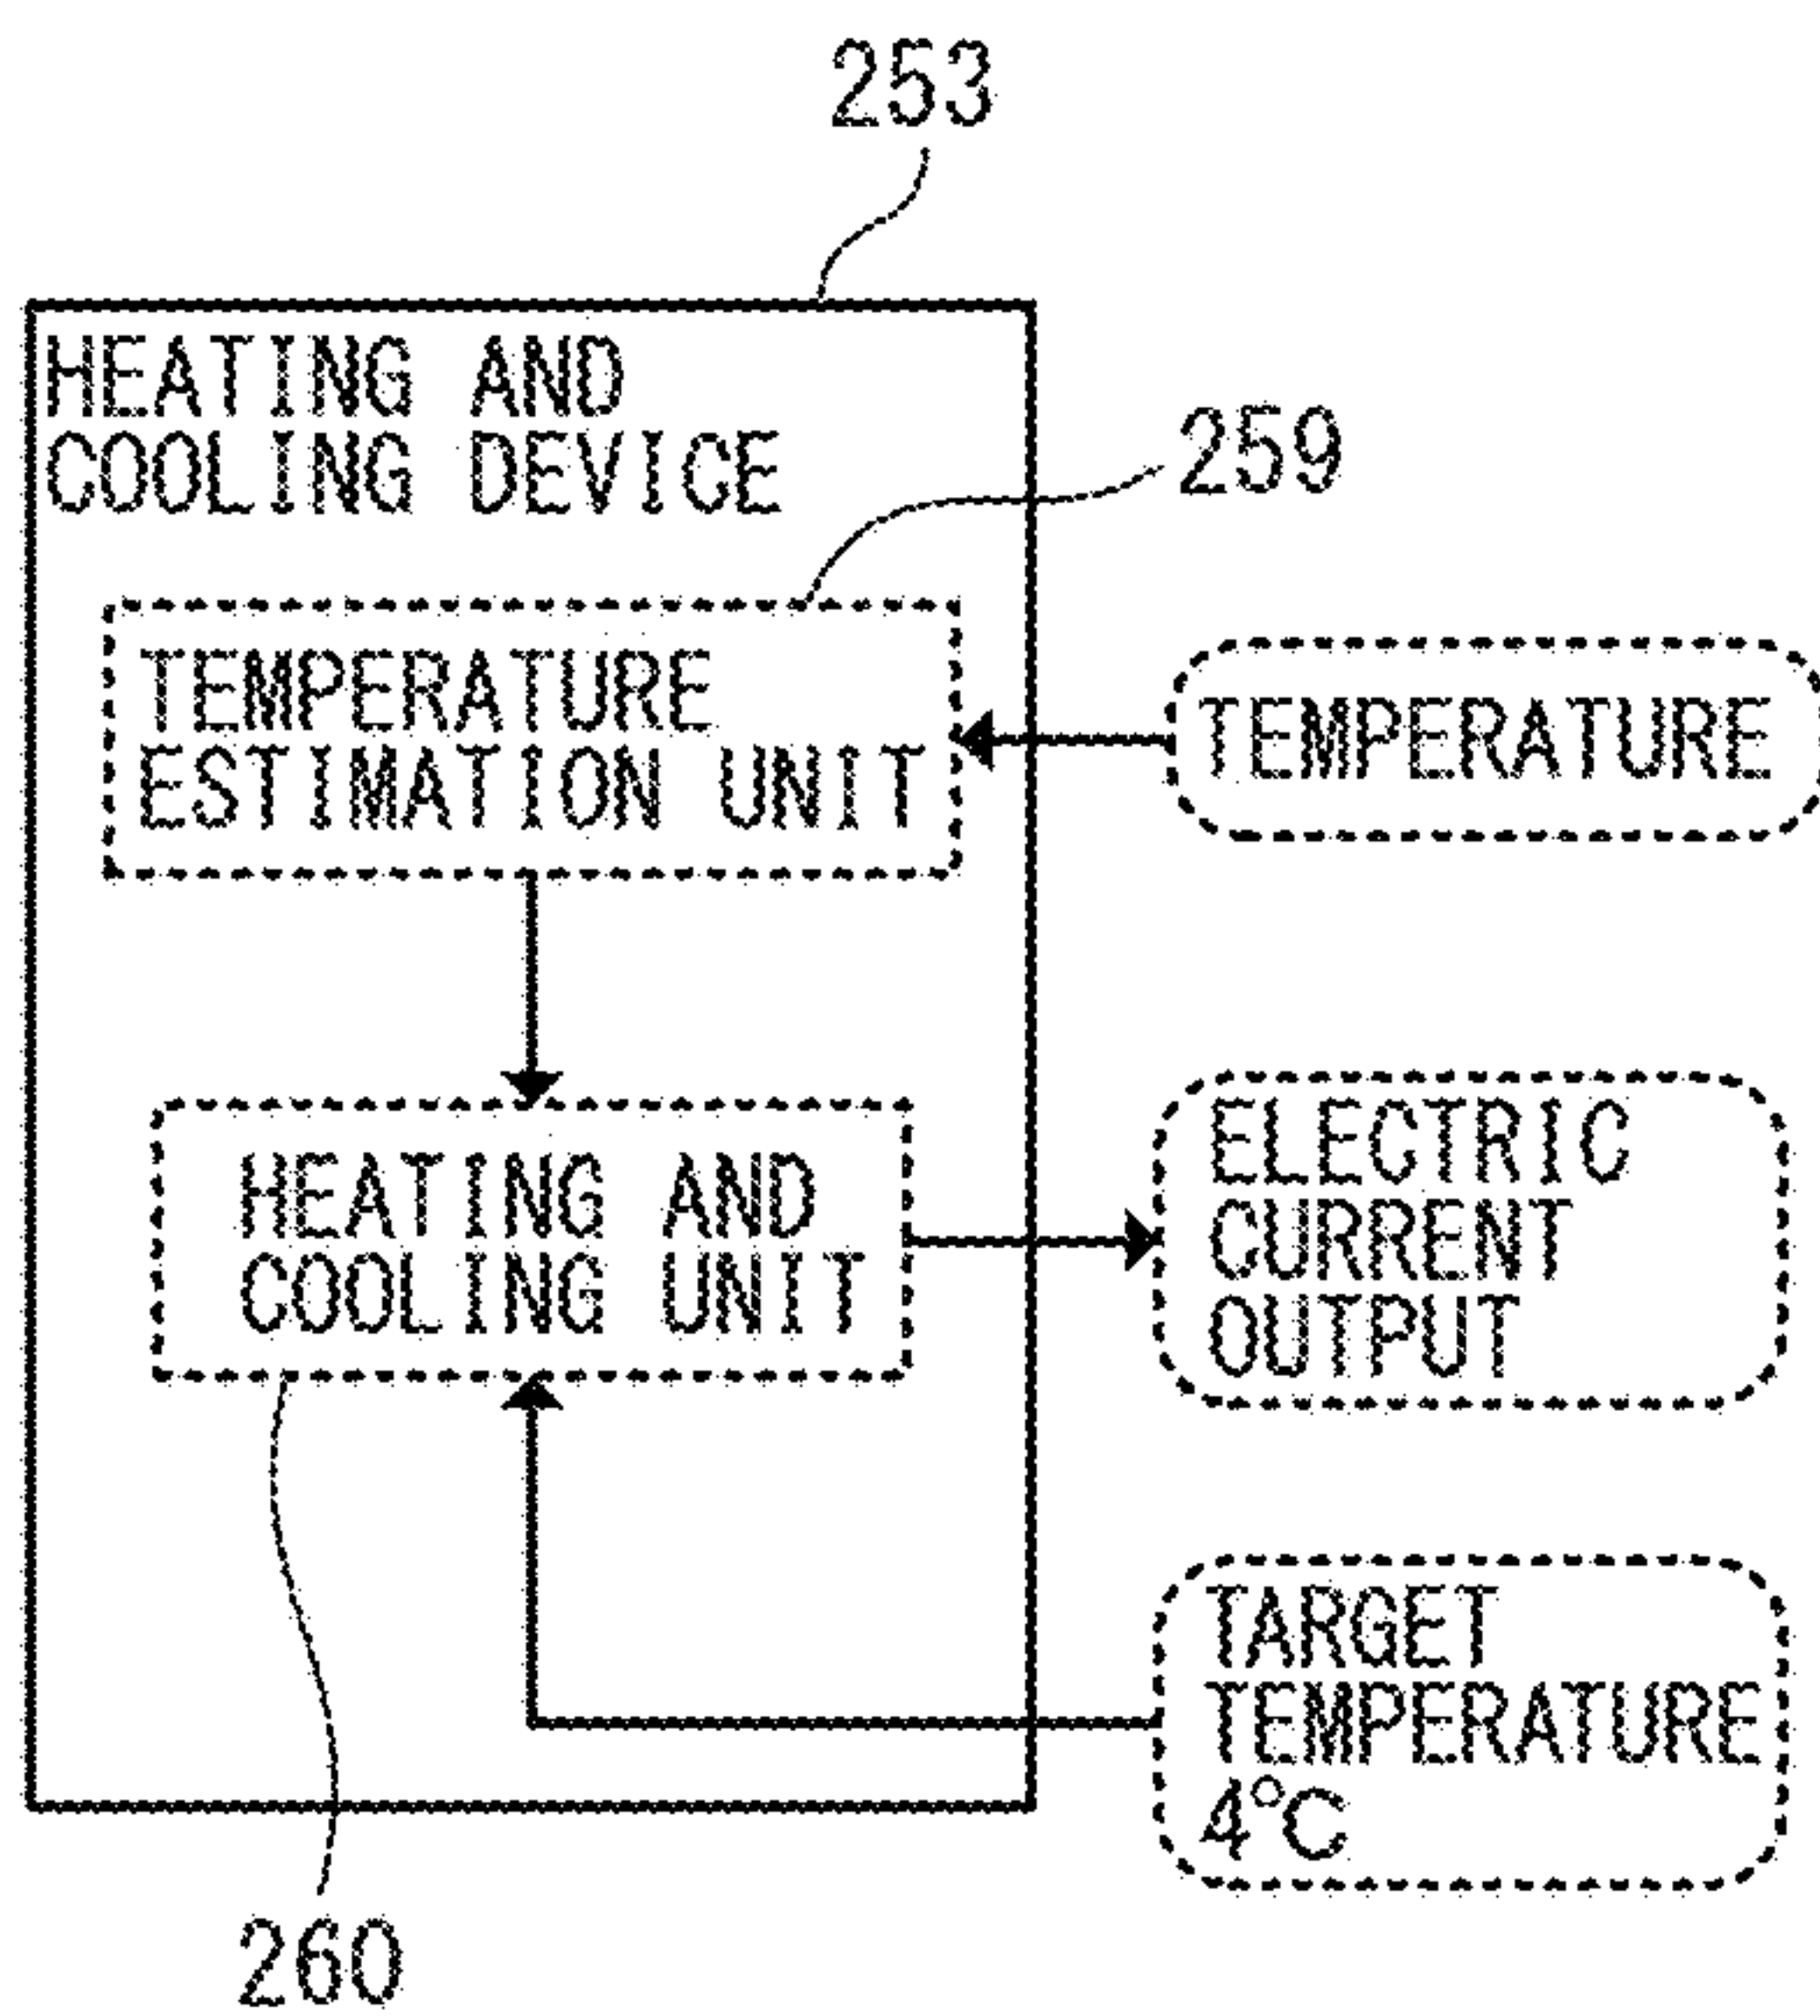 253
HEATING AND
COOLING DEVICE
259
TEMPERATURE
ESTIMATION UNIT
TEMPERATURE
HEATING AND
COOLING UNIT
ELECTRIC
CURRENT
OUTPUT
TARGET
TEMPERATURE
4℃
260